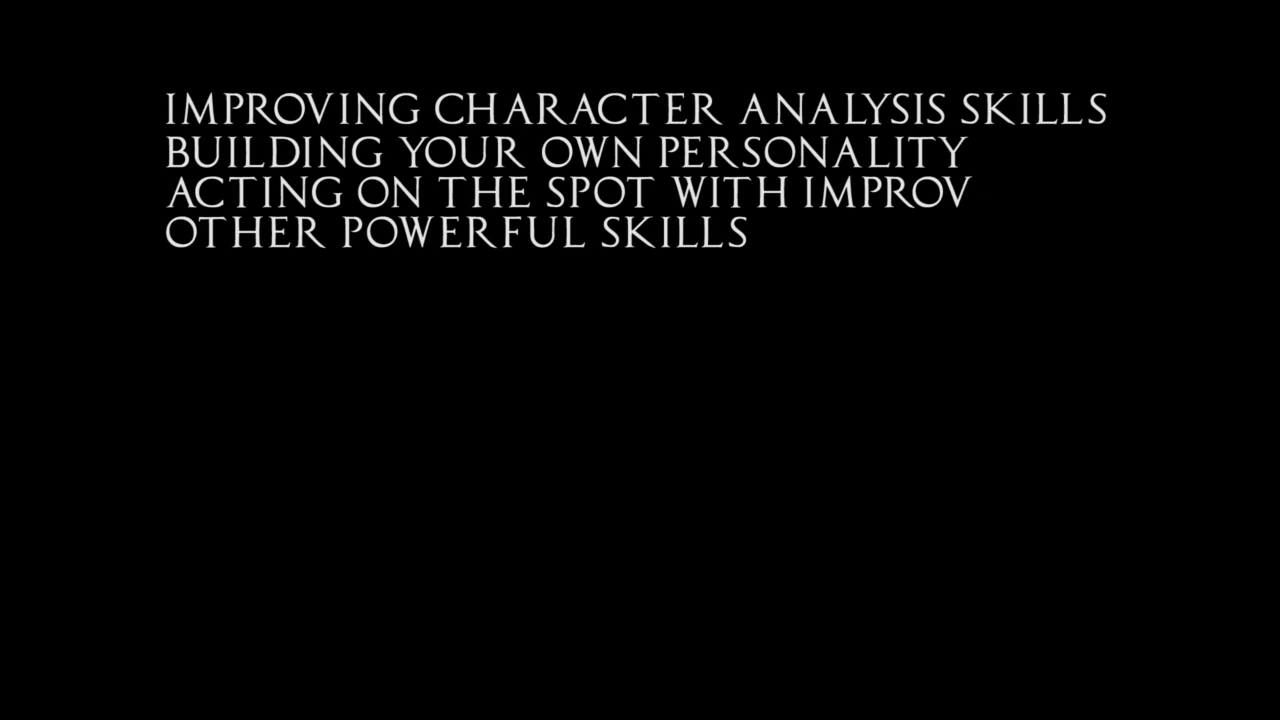 IMPROVING CHARACTER ANALYSIS SKILLS
BUILDING YOUR OWN PERSONALITY
ACTING ON THE SPOT WITH IMPROV
OTHER POWERFUL SKILLS